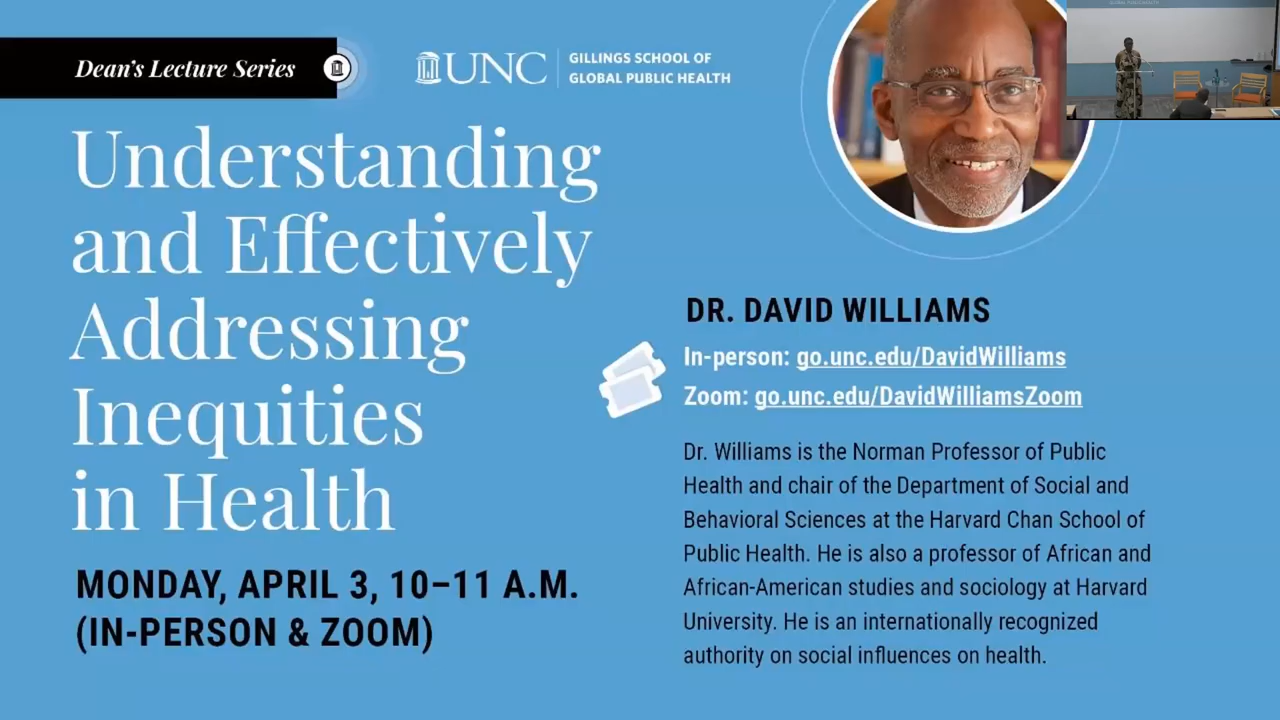 Dean's Lecture Series
UNC
GILLINGS SCHOOL OF
GLOBAL PUBLIC HEALTH
Understanding
and Effectively
Addressing
Inequities
in Health
MONDAY, APRIL 3, 10–11 A.M.
(IN-PERSON & ZOOM)
DR. DAVID WILLIAMS
In-person: go.unc.edu/DavidWilliams
Zoom: go.unc.edu/DavidWilliamsZoom
Dr. Williams is the Norman Professor of Public
Health and chair of the Department of Social and
Behavioral Sciences at the Harvard Chan School of
Public Health. He is also a professor of African and
African-American studies and sociology at Harvard
University. He is an internationally recognized
authority on social influences on health.